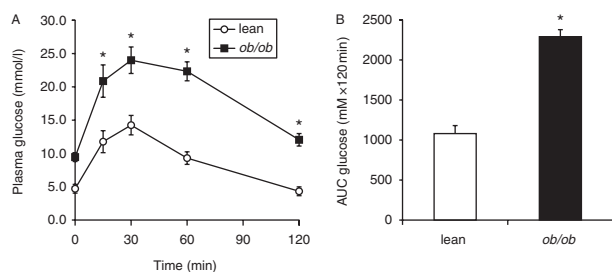 A
lean
ob/ob
Plasma glucose (mmol/l)
30.0
25.0
20.0
15.0
10.0
5.0
0.0
* * * *
0 30 60 90 120
Time (min)
B
AUC glucose (mM ×120 min)
2500
2000
1500
1000
500
0
*
lean ob/ob